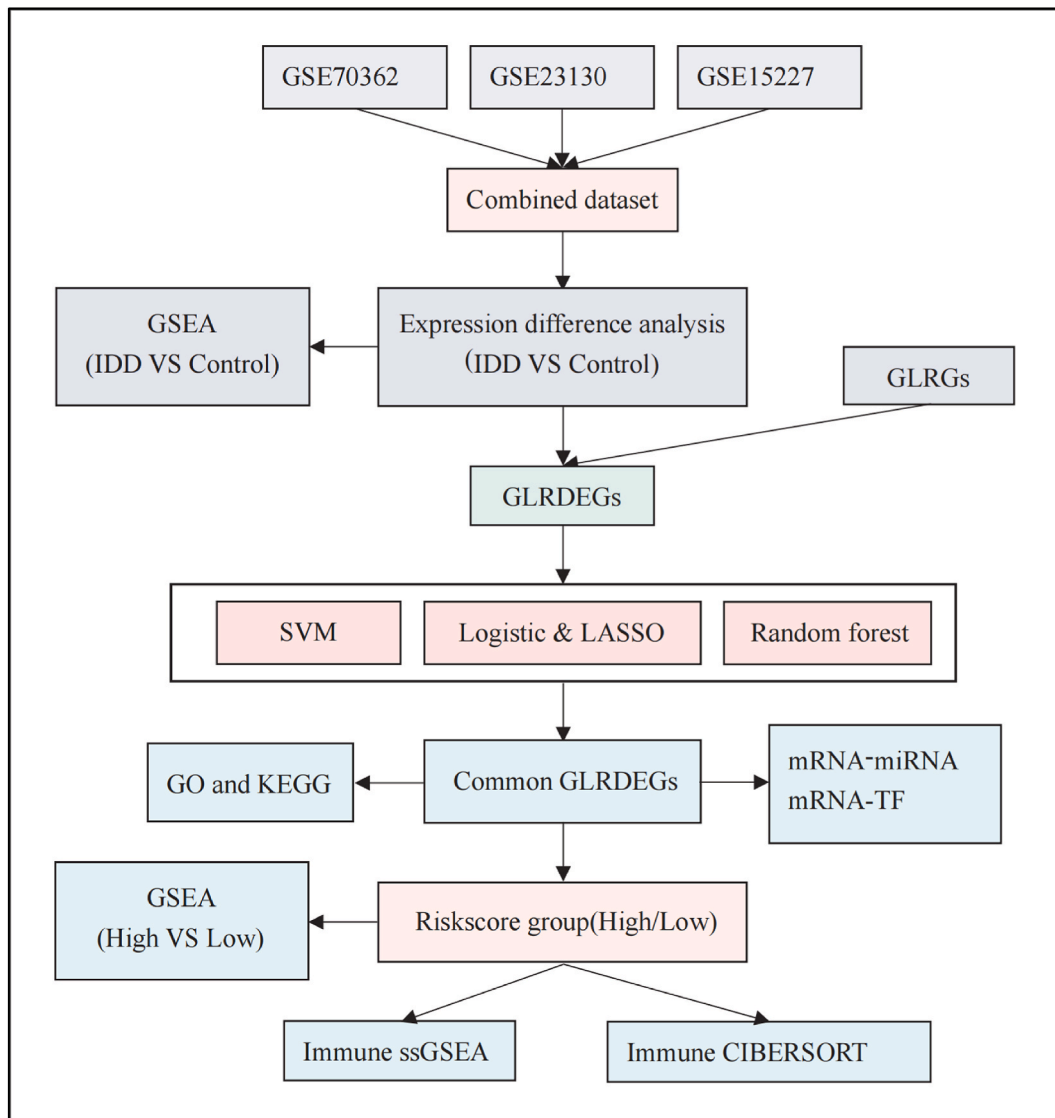 GSE70362
GSE23130
GSE15227
Combined dataset
GSEA
(IDD VS Control)
Expression difference analysis
(IDD VS Control)
GLRGs
GLRDEGs
SVM
Logistic & LASSO
Random forest
GO and KEGG
Common GLRDEGs
mRNA-miRNA
mRNA-TF
GSEA
(High VS Low)
Riskscore group(High/Low)
Immune ssGSEA
Immune CIBERSORT